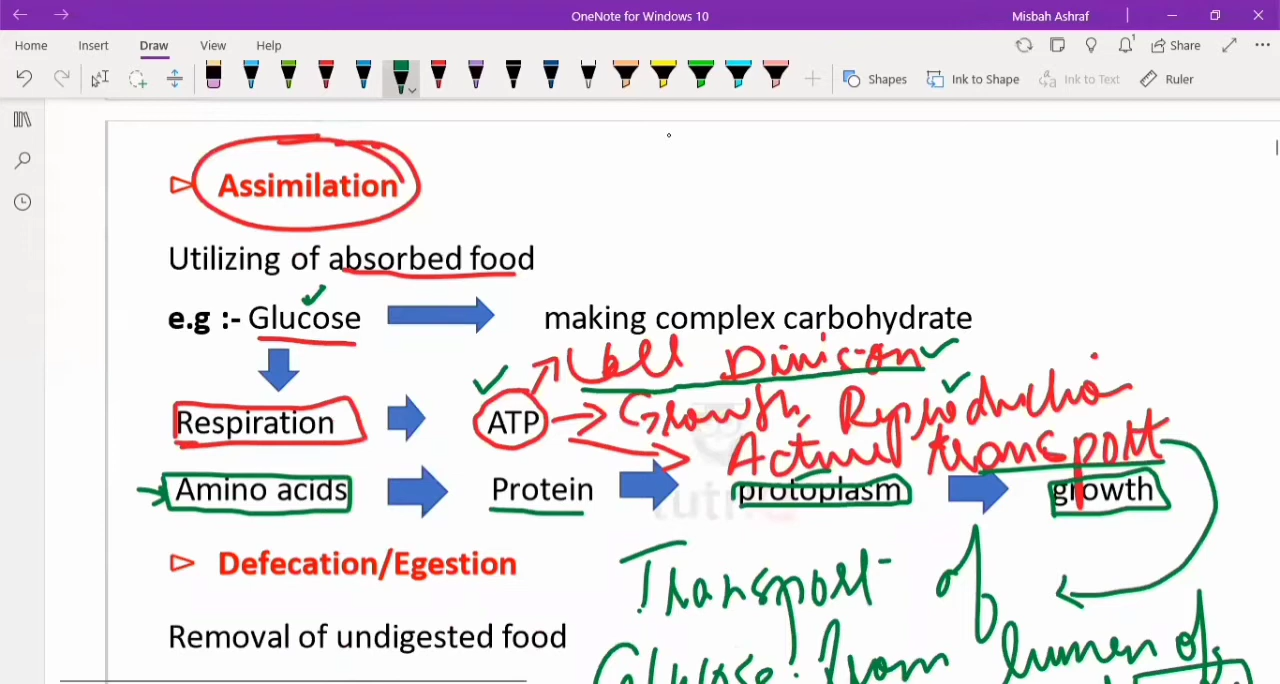 OneNote for Windows 10
Misbah Ashraf
Home Insert Draw View Help
Share
Shapes Ink to Shape Ink to Text Ruler
Assimilation
Utilizing of absorbed food
e.g :- Glucose making complex carbohydrate
Cell Division
Respiration ATP Growth, Reproduction
Active transport
Amino acids Protein protoplasm growth
Defecation/Egestion
Transport of
Removal of undigested food
Glucose from lumen of